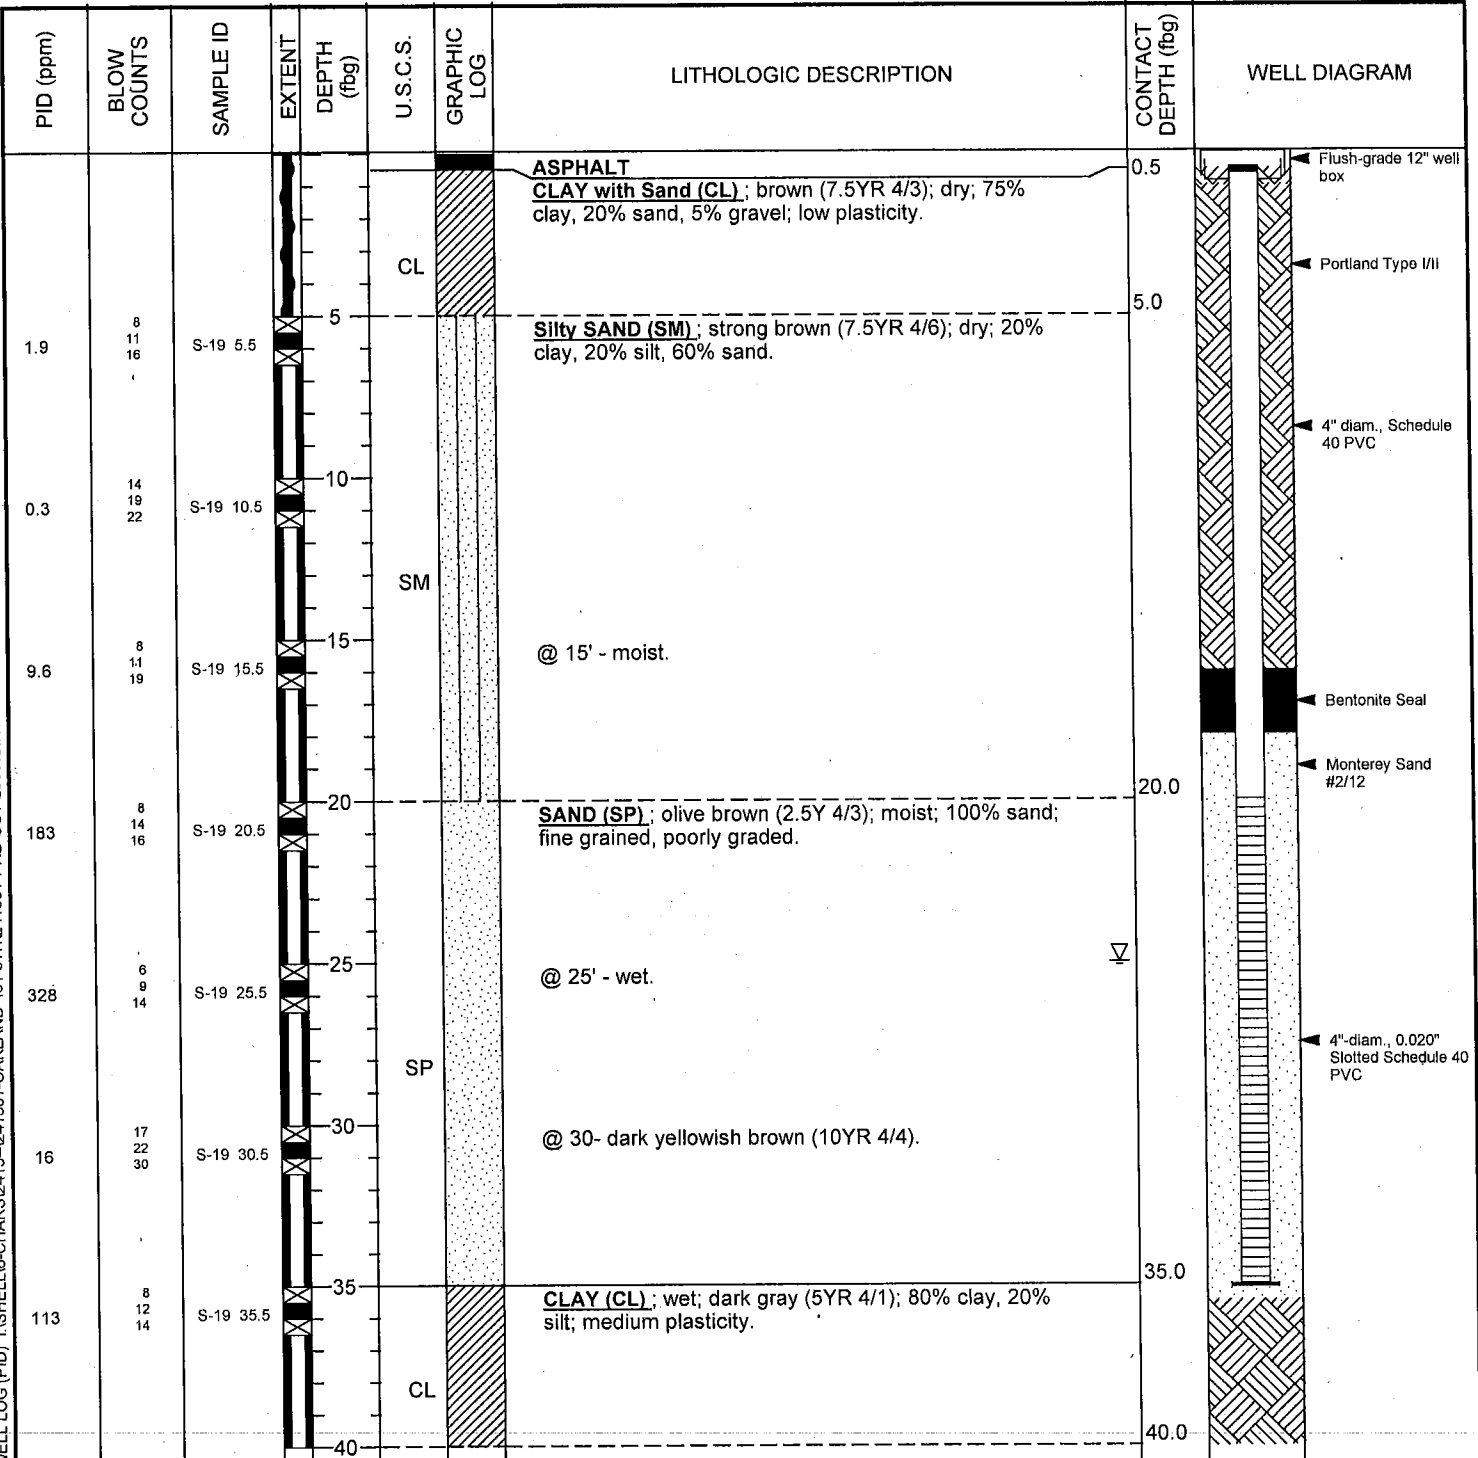 PID (ppm)
BLOW
COUNTS
SAMPLE ID
EXTENT
DEPTH
(fbg)
U.S.C.S.
GRAPHIC
LOG
LITHOLOGIC DESCRIPTION
CONTACT
DEPTH (fbg)
WELL DIAGRAM
ASPHALT
0.5
Flush-grade 12" well
box
CLAY with Sand (CL) ; brown (7.5YR 4/3); dry; 75%
clay, 20% sand, 5% gravel; low plasticity.
CL
Portland Type I/II
5
5.0
1.9
8
11
16
S-19 5.5
Silty SAND (SM) ; strong brown (7.5YR 4/6); dry; 20%
clay, 20% silt, 60% sand.
4" diam., Schedule
40 PVC
10
0.3
14
19
22
S-19 10.5
SM
15
9.6
8
11
19
S-19 15.5
@ 15' - moist.
Bentonite Seal
Monterey Sand
#2/12
20
20.0
183
8
14
16
S-19 20.5
SAND (SP) ; olive brown (2.5Y 4/3); moist; 100% sand;
fine grained, poorly graded.
25
328
6
9
14
S-19 25.5
@ 25' - wet.
SP
4"-diam., 0.020"
Slotted Schedule 40
PVC
30
16
17
22
30
S-19 30.5
@ 30- dark yellowish brown (10YR 4/4).
35
35.0
113
8
12
14
S-19 35.5
CLAY (CL) ; wet; dark gray (5YR 4/1); 80% clay, 20%
silt; medium plasticity.
CL
40
40.0
WELL LOG (PID)